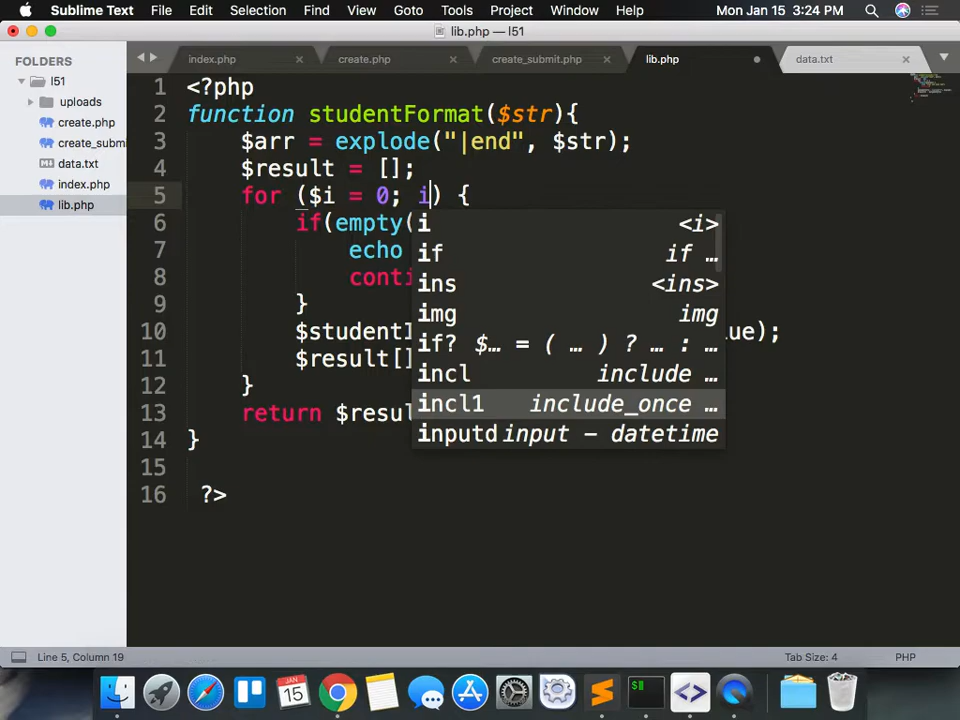 Sublime Text File Edit Selection Find View Goto Tools Project Window Help Mon Jan 15 3:24 PM
lib.php — l51
FOLDERS
l51
uploads
create.php
create_submi
data.txt
index.php
lib.php
index.php create.php create_submit.php lib.php data.txt
1 <?php
2 function studentFormat($str){
3 $arr = explode("|end", $str);
4 $result = [];
5 for ($i = 0; i) {
6 if(empty(
7 echo
8 conti
9 }
10 $studentI ue);
11 $result[]
12 }
13 return $resul
14 }
15
16 ?>
i <i>
if if …
ins <ins>
img img
if? $… = ( … ) ? … : …
incl include …
incl1 include_once …
inputd input - datetime
Line 5, Column 19 Tab Size: 4 PHP
JAN
15